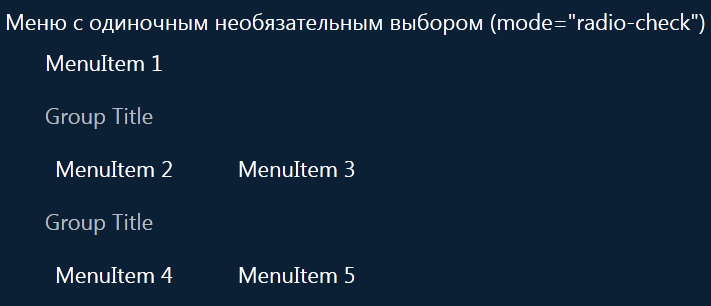 Меню с одиночным необязательным выбором (mode="radio-check")
MenuItem 1
Group Title
MenuItem 2 MenuItem 3
Group Title
MenuItem 4 MenuItem 5